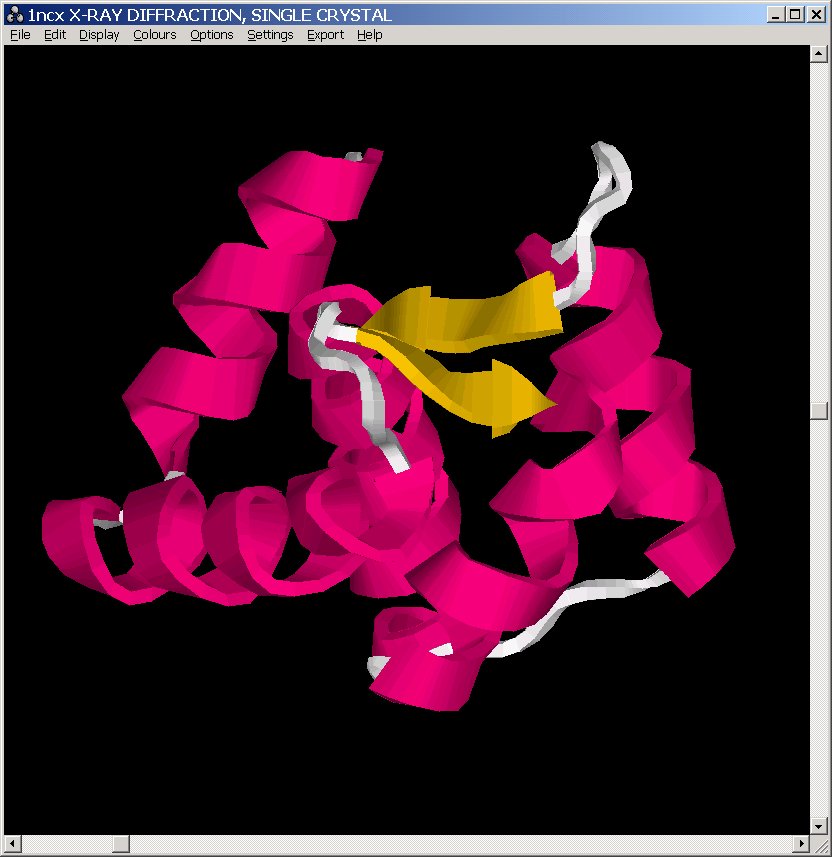 1ncx X-RAY DIFFRACTION, SINGLE CRYSTAL
File Edit Display Colours Options Settings Export Help